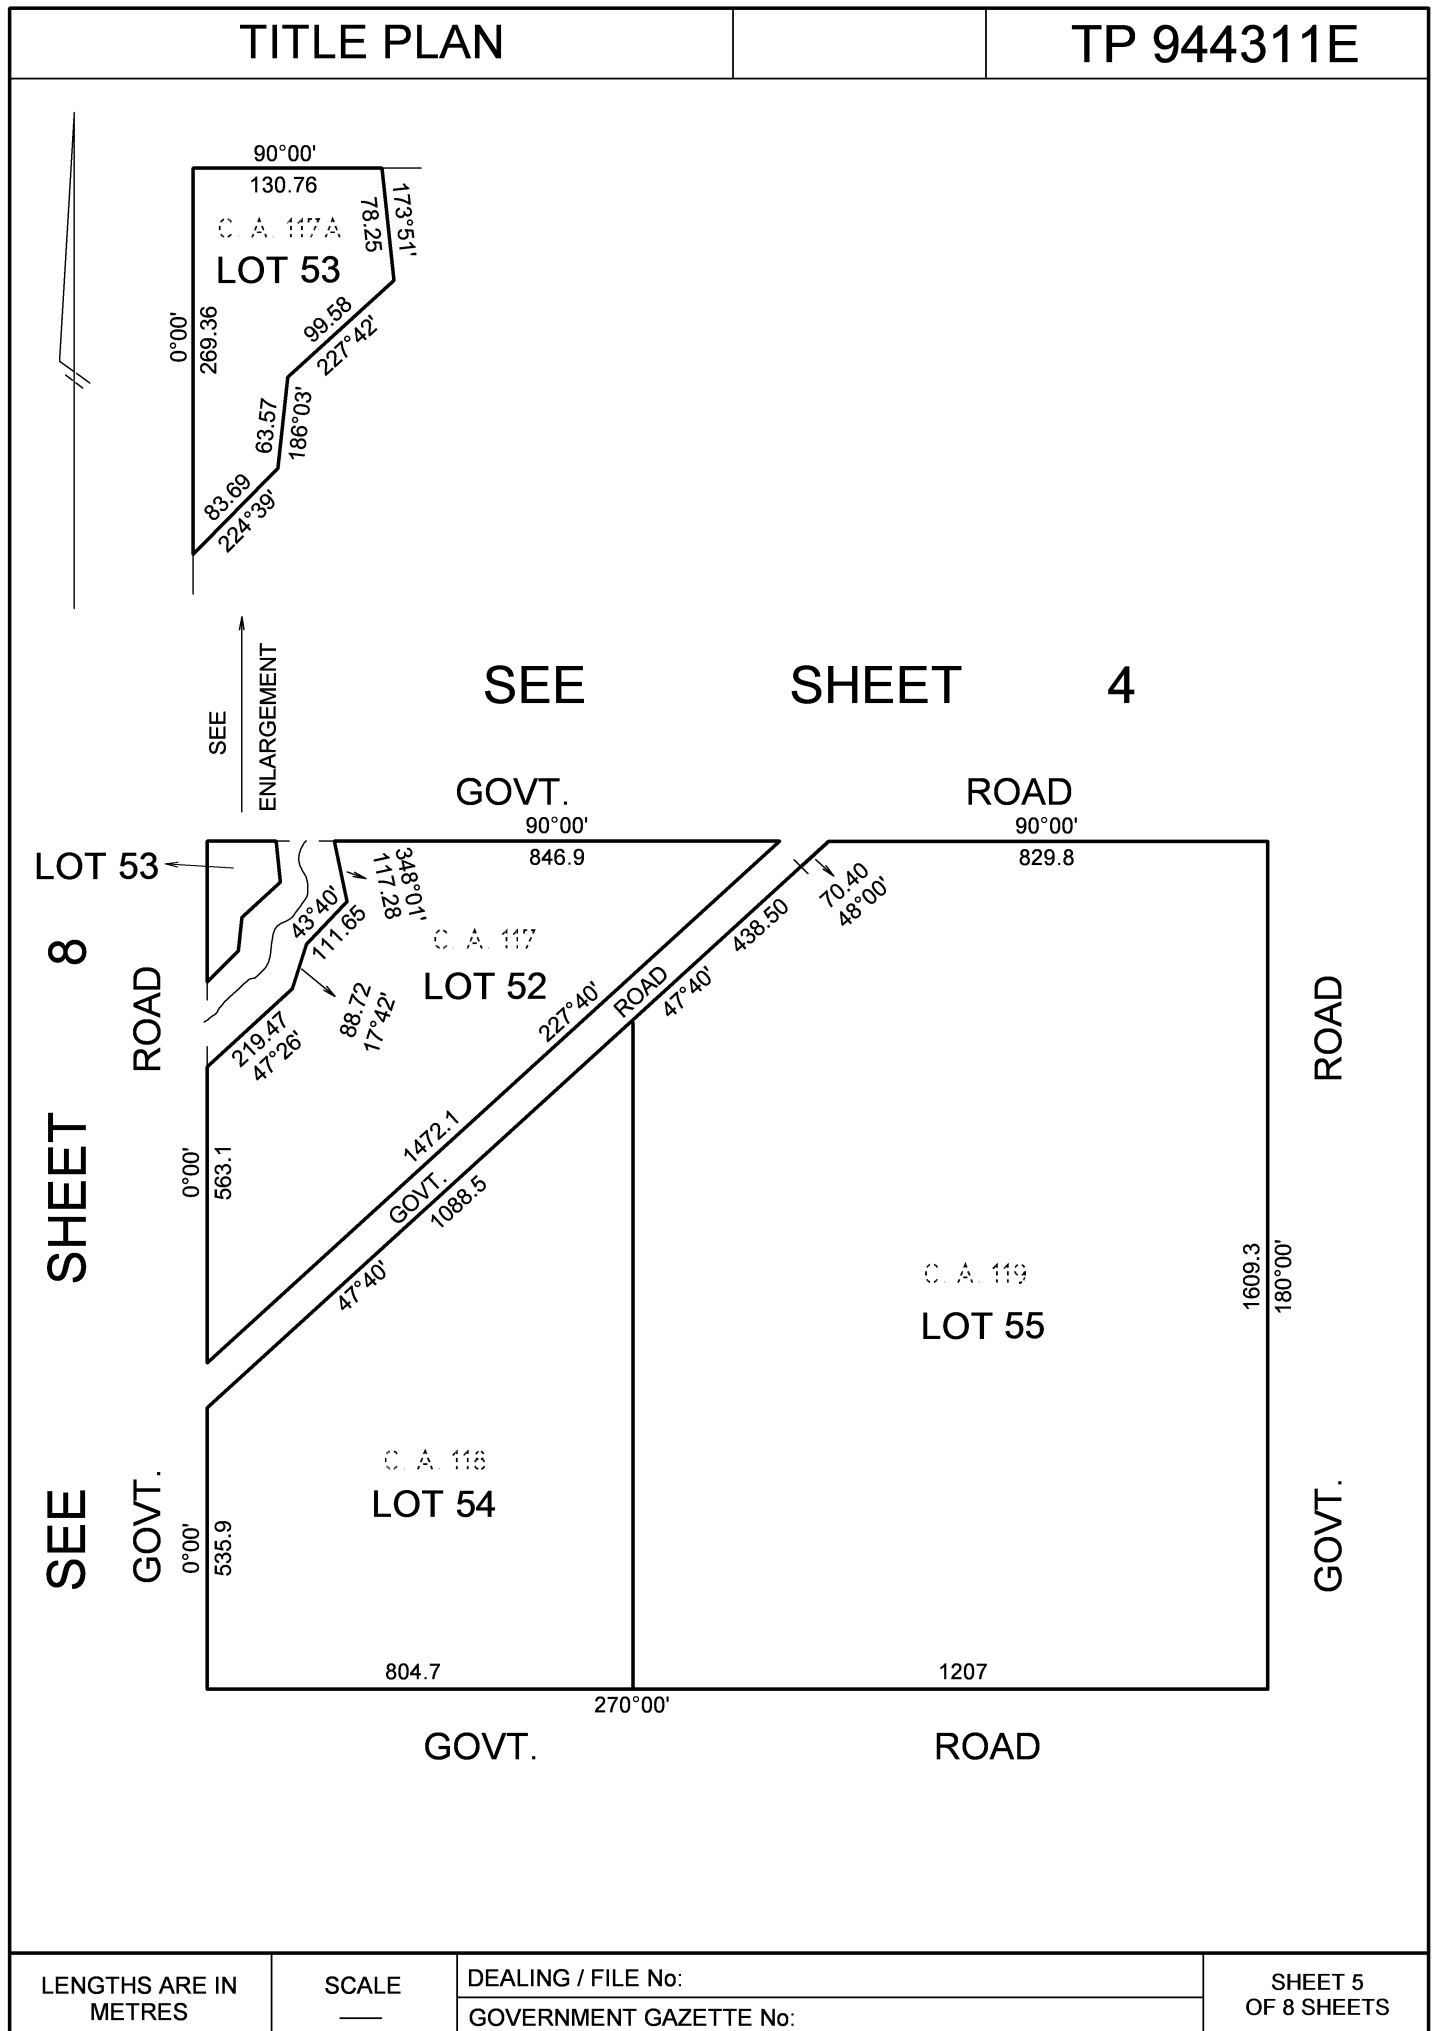 TITLE PLAN
TP 944311E
90°00'
130.76
173°51'
78.25
C. A. 117A
LOT 53
99.58
227°42'
0°00'
269.36
63.57
186°03'
83.69
224°39'
SEE
ENLARGEMENT
SEE SHEET 4
GOVT. ROAD
90°00'
846.9
90°00'
829.8
LOT 53
348°01'
117.28
70.40
48°00'
43°40'
111.65
438.50
47°40'
C. A. 117
LOT 52
88.72
17°42'
219.47
47°26'
227°40'
1472.1
GOVT. ROAD
1088.5
47°40'
0°00'
563.1
SEE SHEET 8
GOVT. ROAD
C. A. 119
LOT 55
1609.3
180°00'
GOVT. ROAD
C. A. 118
LOT 54
0°00'
535.9
804.7
1207
270°00'
GOVT. ROAD
LENGTHS ARE IN
METRES
SCALE
DEALING / FILE No:
GOVERNMENT GAZETTE No:
SHEET 5
OF 8 SHEETS